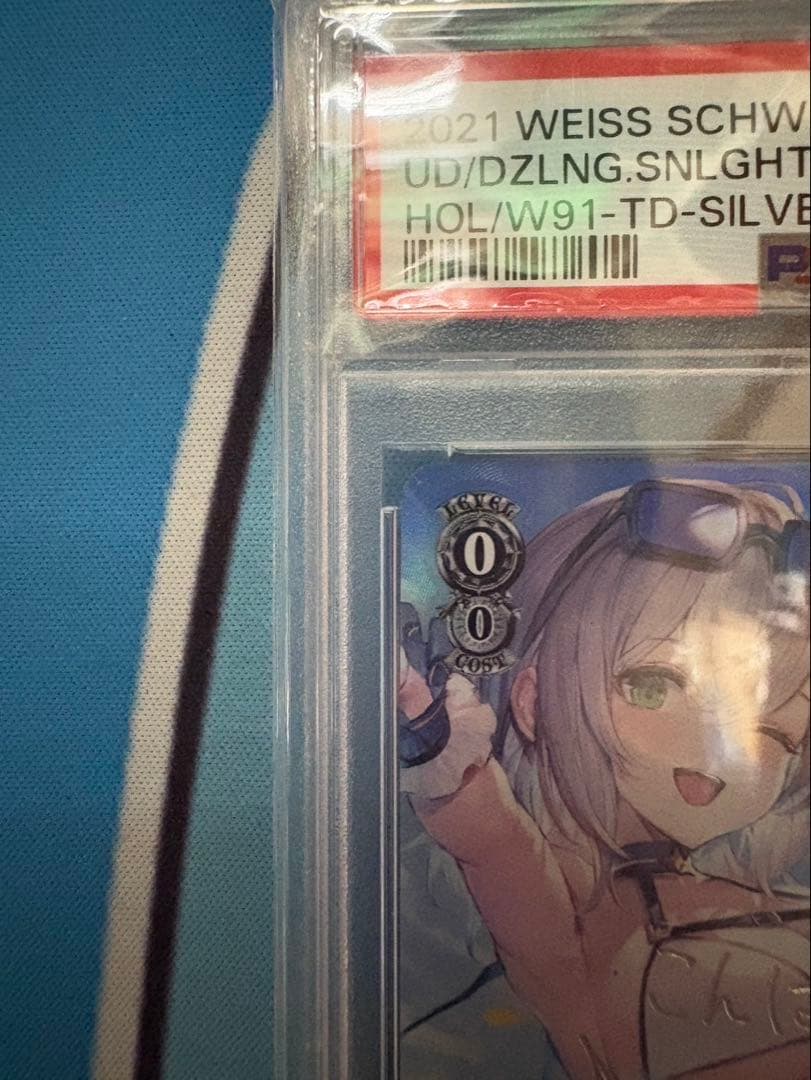 2021 WEISS SCHW
UD/DZLNG.SNLGHT
HOL/W91-TD-SILVE
LEVEL
0
0
COST